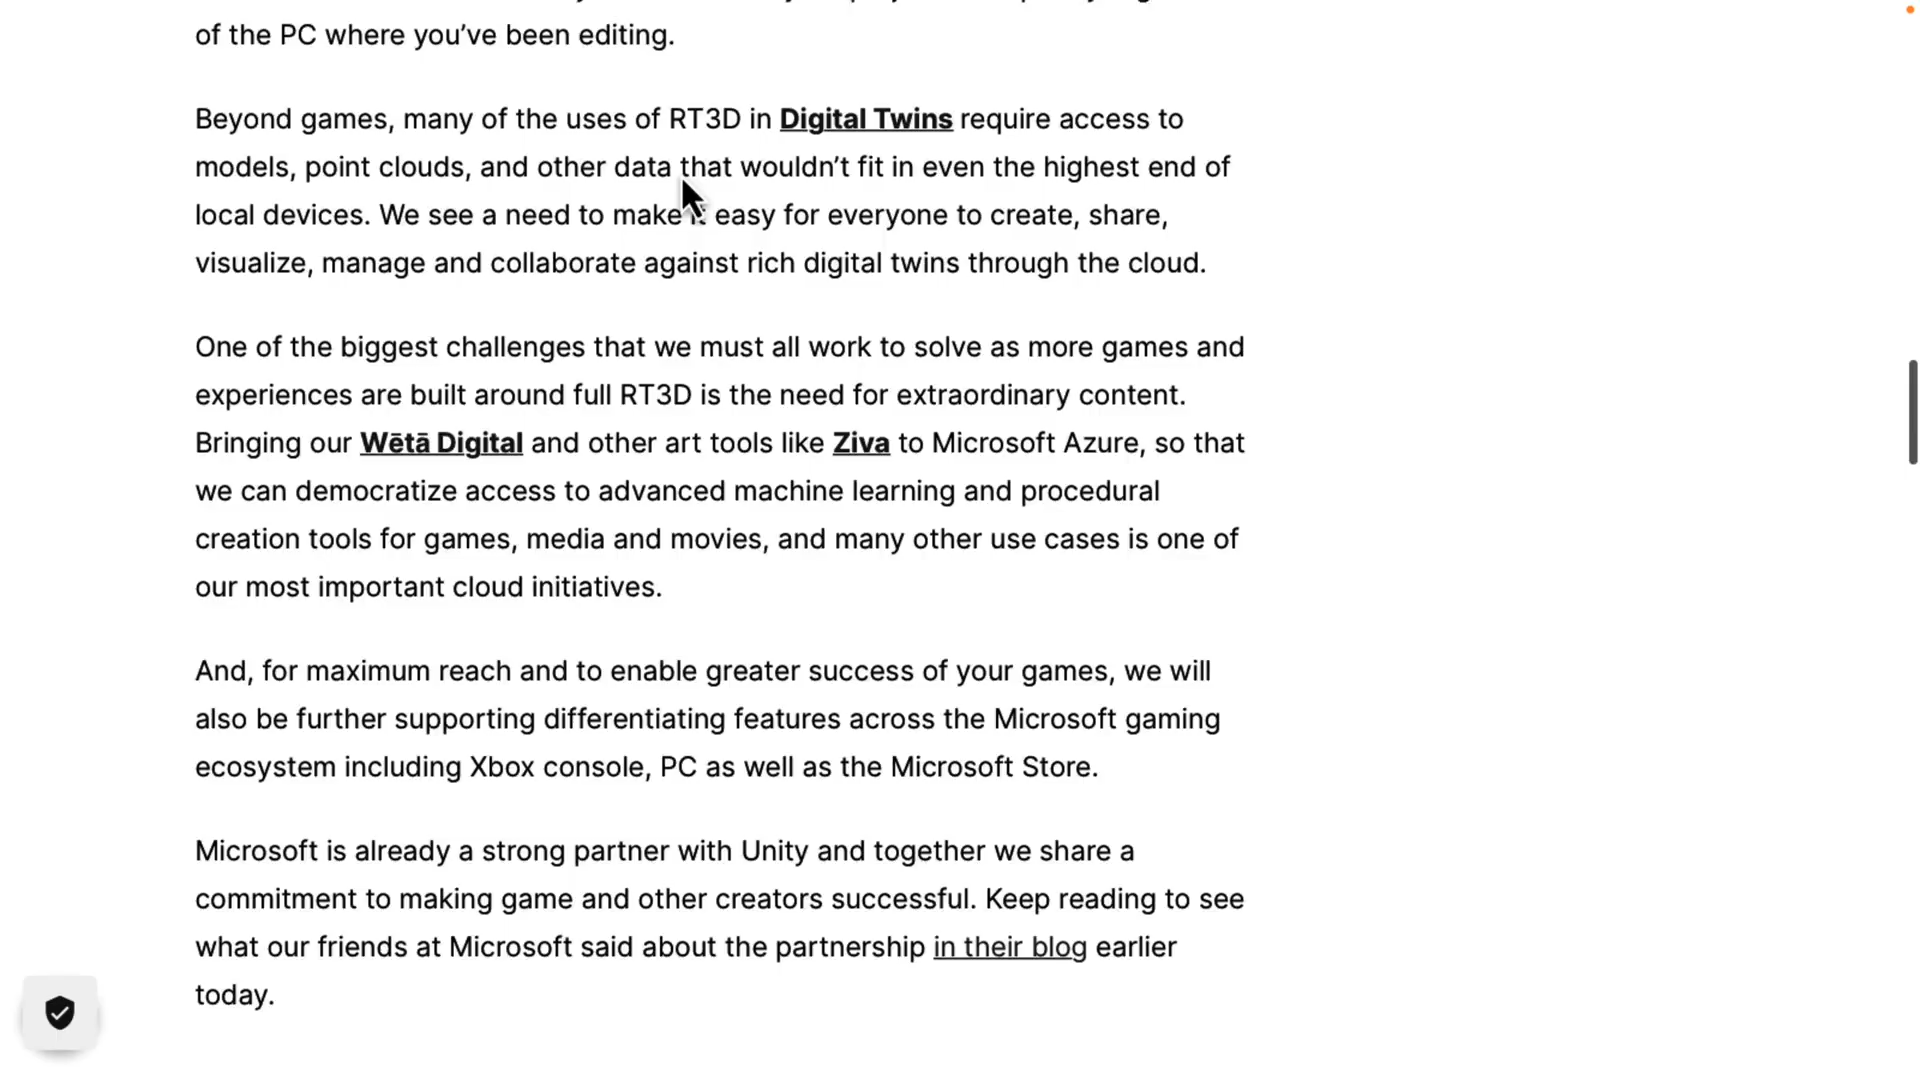 of the PC where you’ve been editing.
Beyond games, many of the uses of RT3D in Digital Twins require access to
models, point clouds, and other data that wouldn’t fit in even the highest end of
local devices. We see a need to make it easy for everyone to create, share,
visualize, manage and collaborate against rich digital twins through the cloud.
One of the biggest challenges that we must all work to solve as more games and
experiences are built around full RT3D is the need for extraordinary content.
Bringing our Wētā Digital and other art tools like Ziva to Microsoft Azure, so that
we can democratize access to advanced machine learning and procedural
creation tools for games, media and movies, and many other use cases is one of
our most important cloud initiatives.
And, for maximum reach and to enable greater success of your games, we will
also be further supporting differentiating features across the Microsoft gaming
ecosystem including Xbox console, PC as well as the Microsoft Store.
Microsoft is already a strong partner with Unity and together we share a
commitment to making game and other creators successful. Keep reading to see
what our friends at Microsoft said about the partnership in their blog earlier
today.